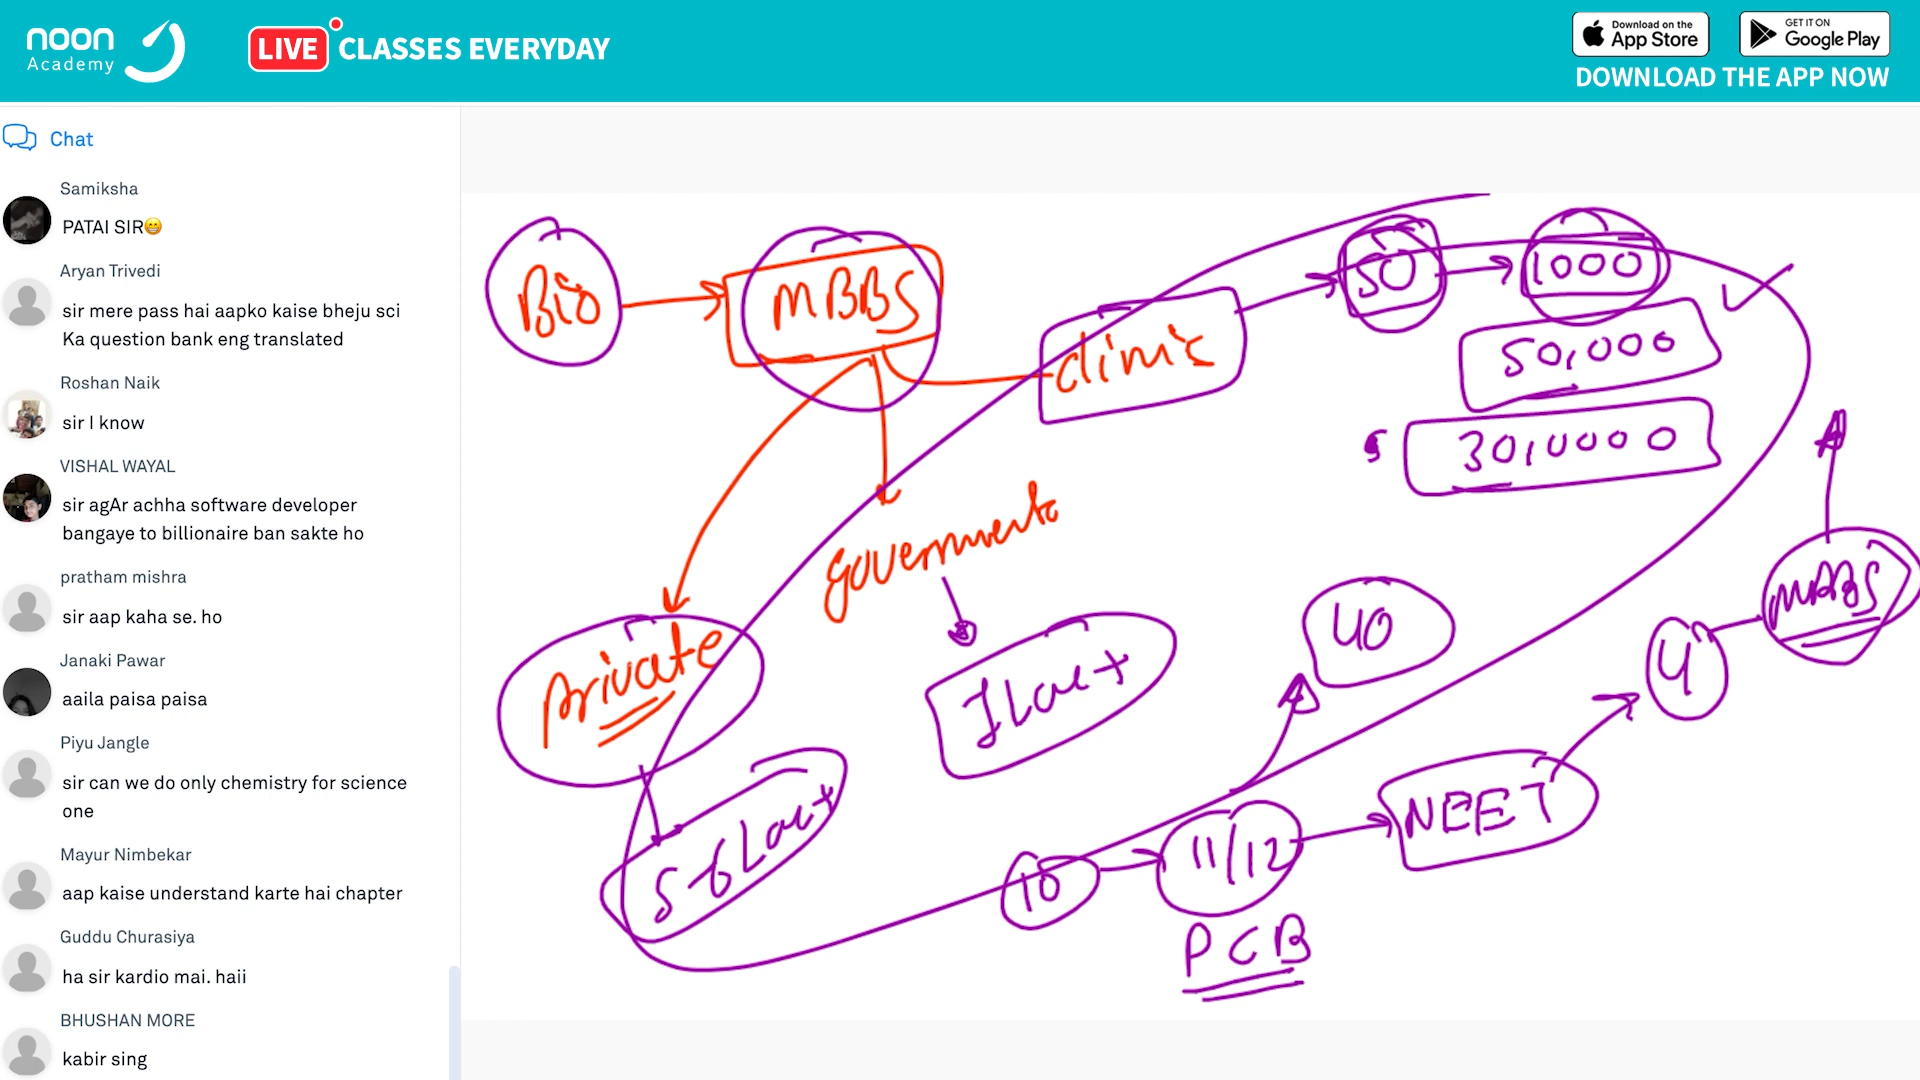 noon
Academy
LIVE CLASSES EVERYDAY
Download on the
App Store
GET IT ON
Google Play
DOWNLOAD THE APP NOW
Chat
Samiksha
PATAI SIR😁
Aryan Trivedi
sir mere pass hai aapko kaise bheju sci
Ka question bank eng translated
Roshan Naik
sir I know
VISHAL WAYAL
sir agAr achha software developer
bangaye to billionaire ban sakte ho
pratham mishra
sir aap kaha se. ho
Janaki Pawar
aaila paisa paisa
Piyu Jangle
sir can we do only chemistry for science
one
Mayur Nimbekar
aap kaise understand karte hai chapter
Guddu Churasiya
ha sir kardio mai. haii
BHUSHAN MORE
kabir sing
Bio
MBBS
clinic
50
1000
50,000
30,0000
government
Private
40
4
MBBS
10
11/12
NEET
PCB